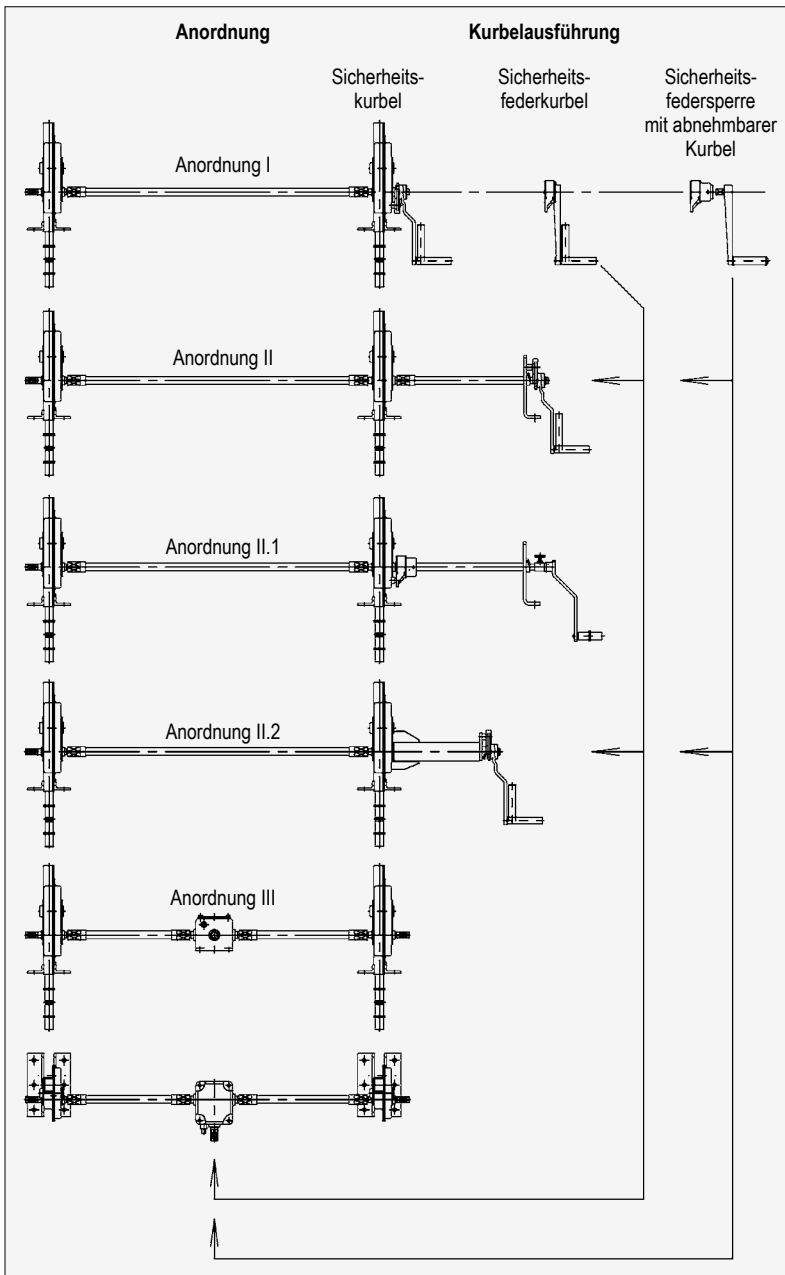 Anordnung
Kurbelausführung
Sicherheits-
kurbel
Sicherheits-
federkurbel
Sicherheits-
federsperre
mit abnehmbarer
Kurbel
Anordnung I
Anordnung II
Anordnung II.1
Anordnung II.2
Anordnung III